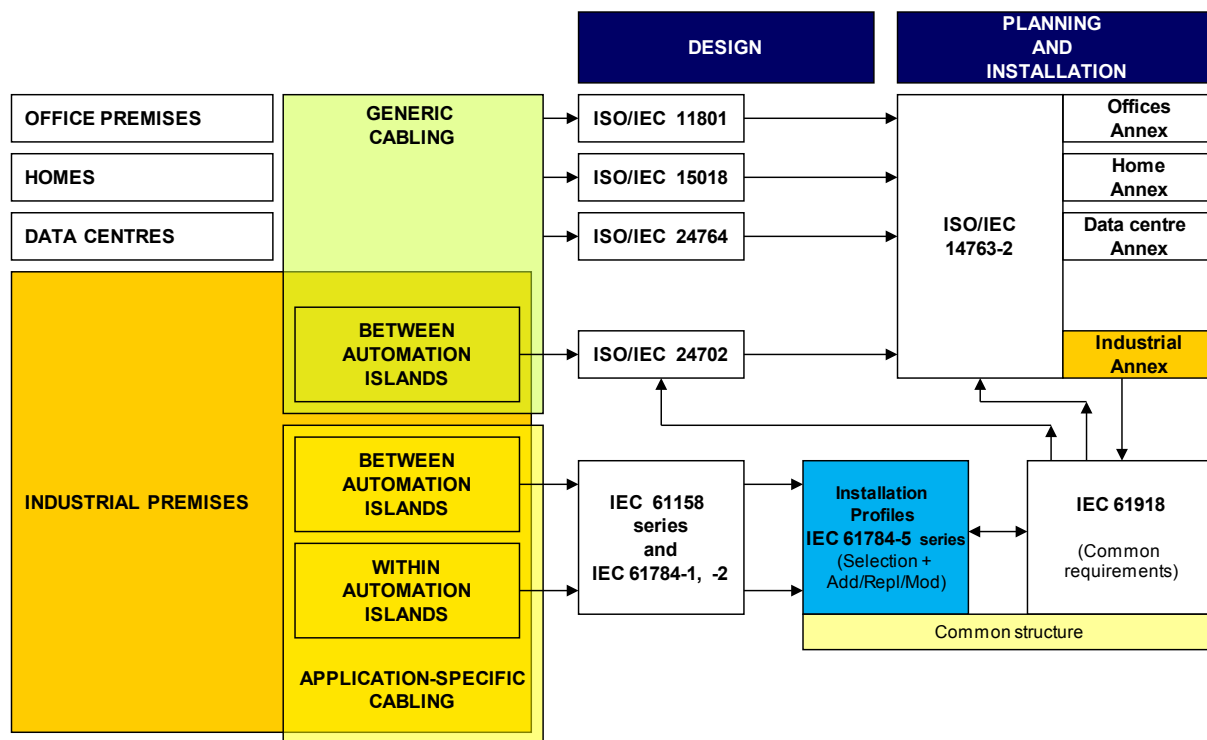 DESIGN
PLANNING
AND
INSTALLATION
OFFICE PREMISES
HOMES
DATA CENTRES
INDUSTRIAL PREMISES
GENERIC
CABLING
BETWEEN
AUTOMATION
ISLANDS
BETWEEN
AUTOMATION
ISLANDS
WITHIN
AUTOMATION
ISLANDS
APPLICATION-SPECIFIC
CABLING
ISO/IEC 11801
ISO/IEC 15018
ISO/IEC 24764
ISO/IEC 24702
IEC 61158
series
and
IEC 61784-1, -2
ISO/IEC
14763-2
Offices
Annex
Home
Annex
Data centre
Annex
Industrial
Annex
Installation
Profiles
IEC 61784-5 series
(Selection +
Add/Repl/Mod)
IEC 61918
(Common
requirements)
Common structure